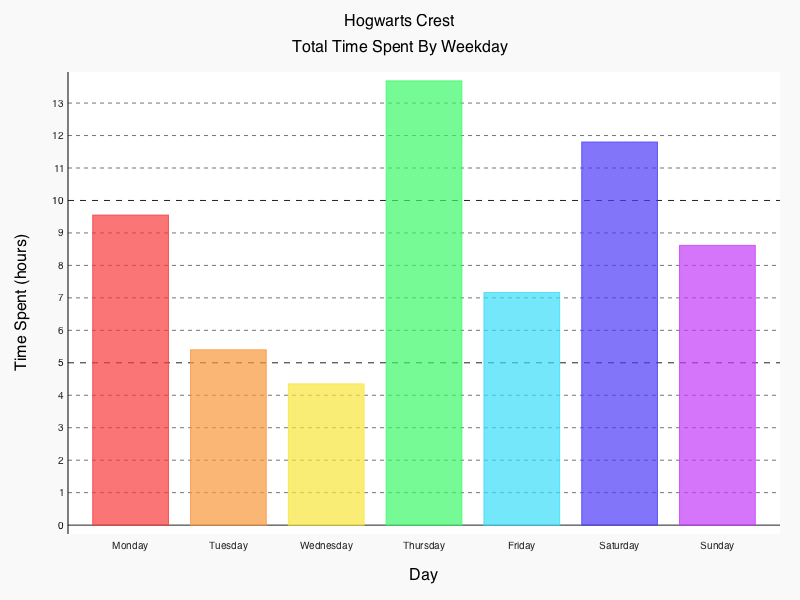 Hogwarts Crest
Total Time Spent By Weekday
Time Spent (hours)
13
12
11
10
9
8
7
6
5
4
3
2
1
0
Monday Tuesday Wednesday Thursday Friday Saturday Sunday
Day